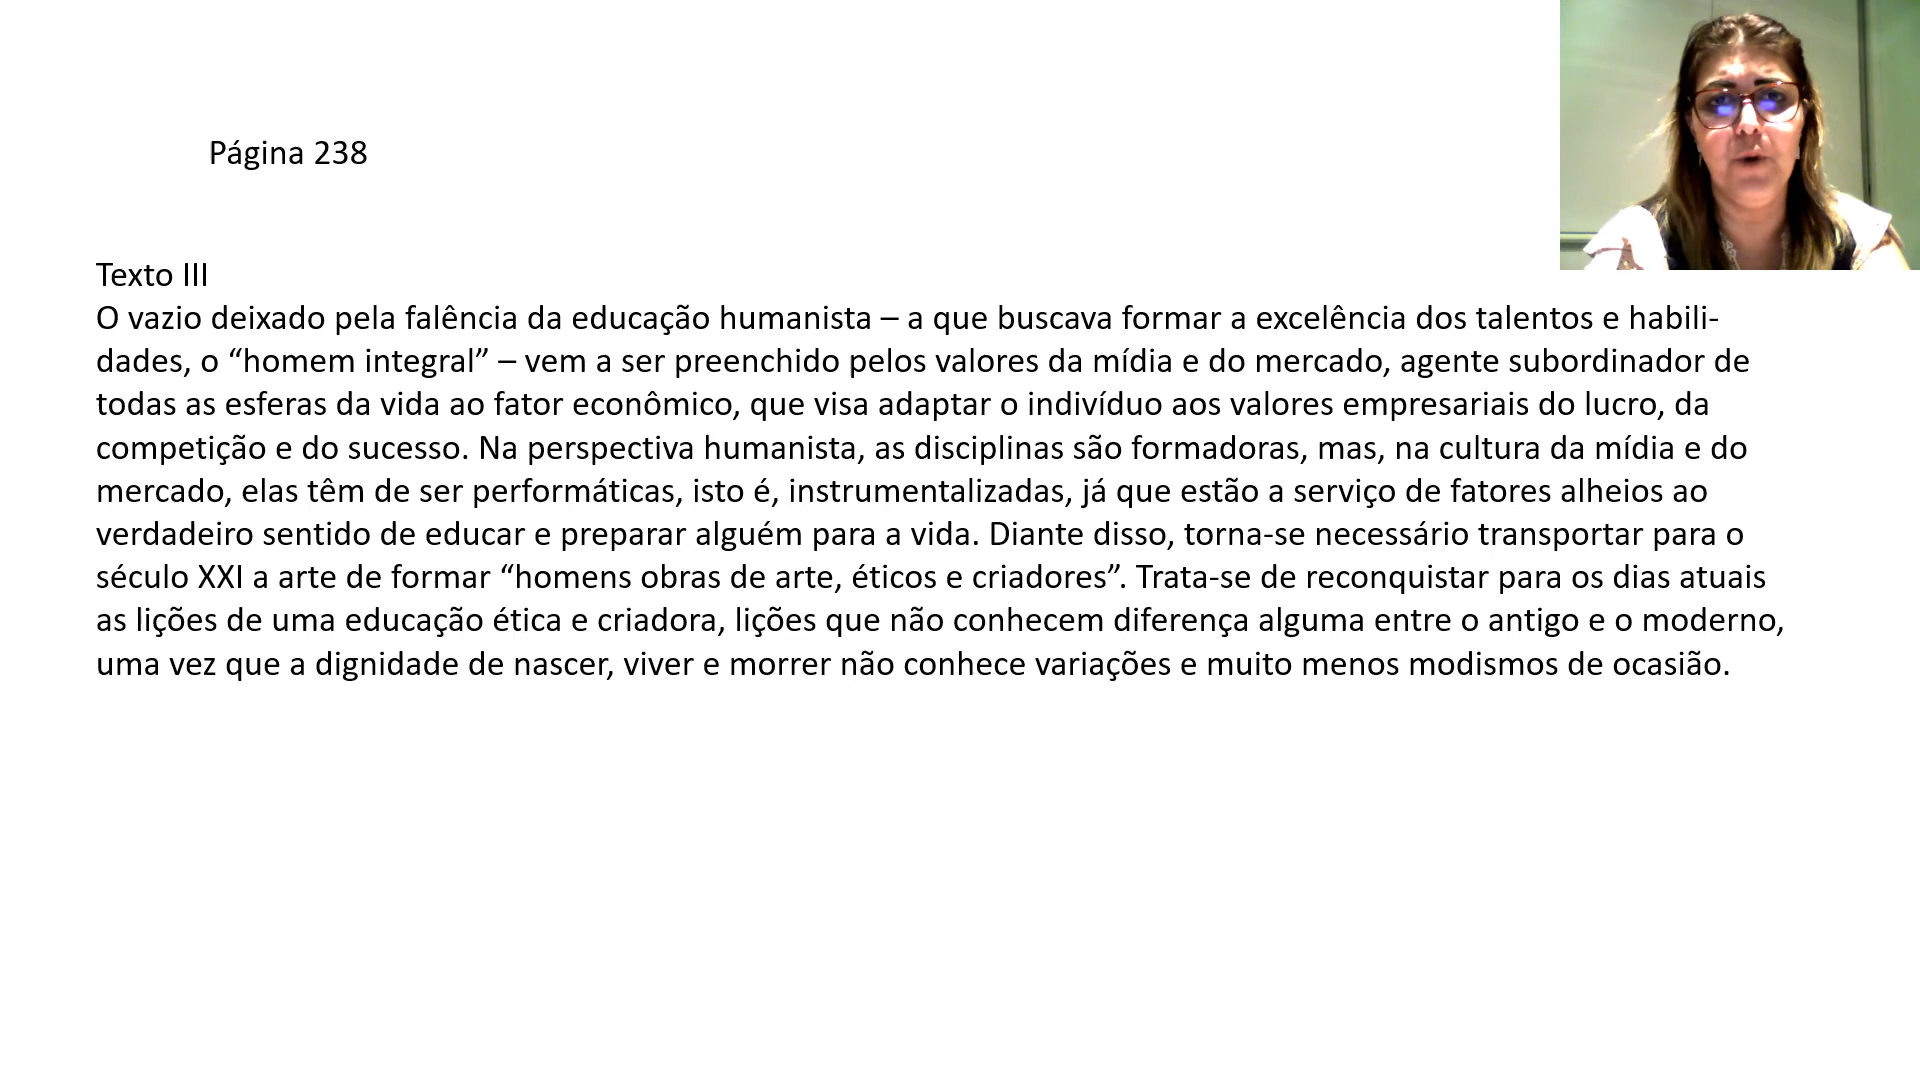 Página 238
Texto III
O vazio deixado pela falência da educação humanista – a que buscava formar a excelência dos talentos e habili-
dades, o “homem integral” – vem a ser preenchido pelos valores da mídia e do mercado, agente subordinador de
todas as esferas da vida ao fator econômico, que visa adaptar o indivíduo aos valores empresariais do lucro, da
competição e do sucesso. Na perspectiva humanista, as disciplinas são formadoras, mas, na cultura da mídia e do
mercado, elas têm de ser performáticas, isto é, instrumentalizadas, já que estão a serviço de fatores alheios ao
verdadeiro sentido de educar e preparar alguém para a vida. Diante disso, torna-se necessário transportar para o
século XXI a arte de formar “homens obras de arte, éticos e criadores”. Trata-se de reconquistar para os dias atuais
as lições de uma educação ética e criadora, lições que não conhecem diferença alguma entre o antigo e o moderno,
uma vez que a dignidade de nascer, viver e morrer não conhece variações e muito menos modismos de ocasião.